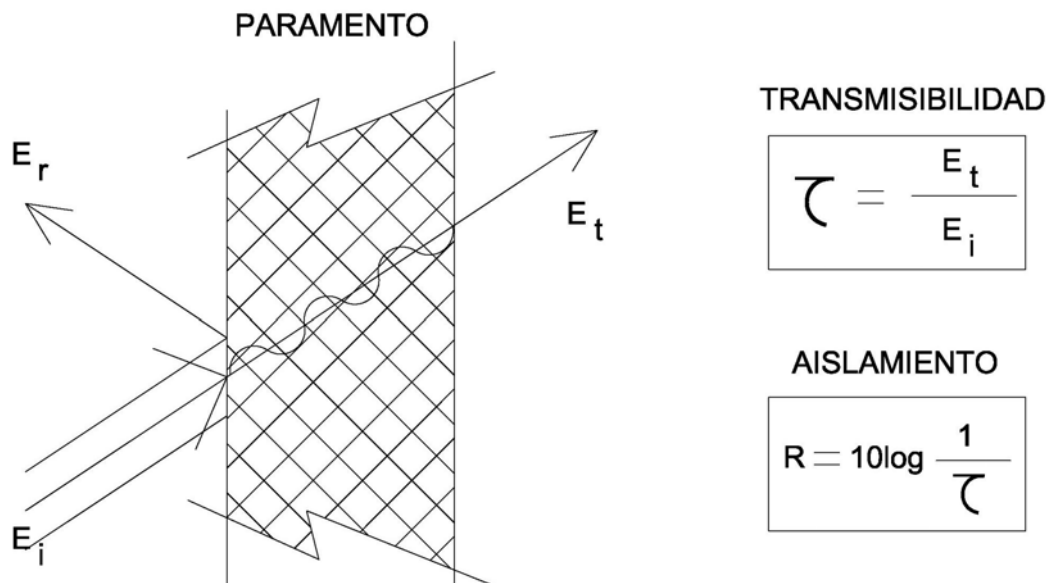 PARAMENTO
E r
E t
E i
TRANSMISIBILIDAD
τ = E t / E i
AISLAMIENTO
R = 10log 1 / τ